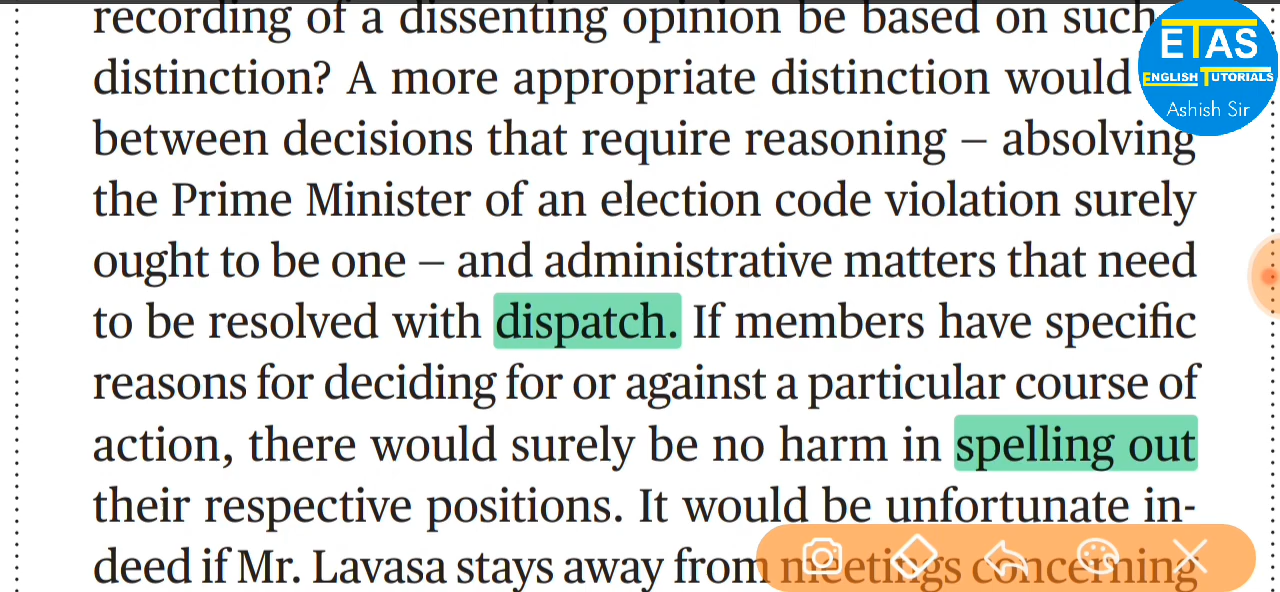 recording of a dissenting opinion be based on such
distinction? A more appropriate distinction would
between decisions that require reasoning – absolving
the Prime Minister of an election code violation surely
ought to be one – and administrative matters that need
to be resolved with dispatch. If members have specific
reasons for deciding for or against a particular course of
action, there would surely be no harm in spelling out
their respective positions. It would be unfortunate in-
deed if Mr. Lavasa stays away from meetings concerning
ETAS
ENGLISH TUTORIALS
Ashish Sir